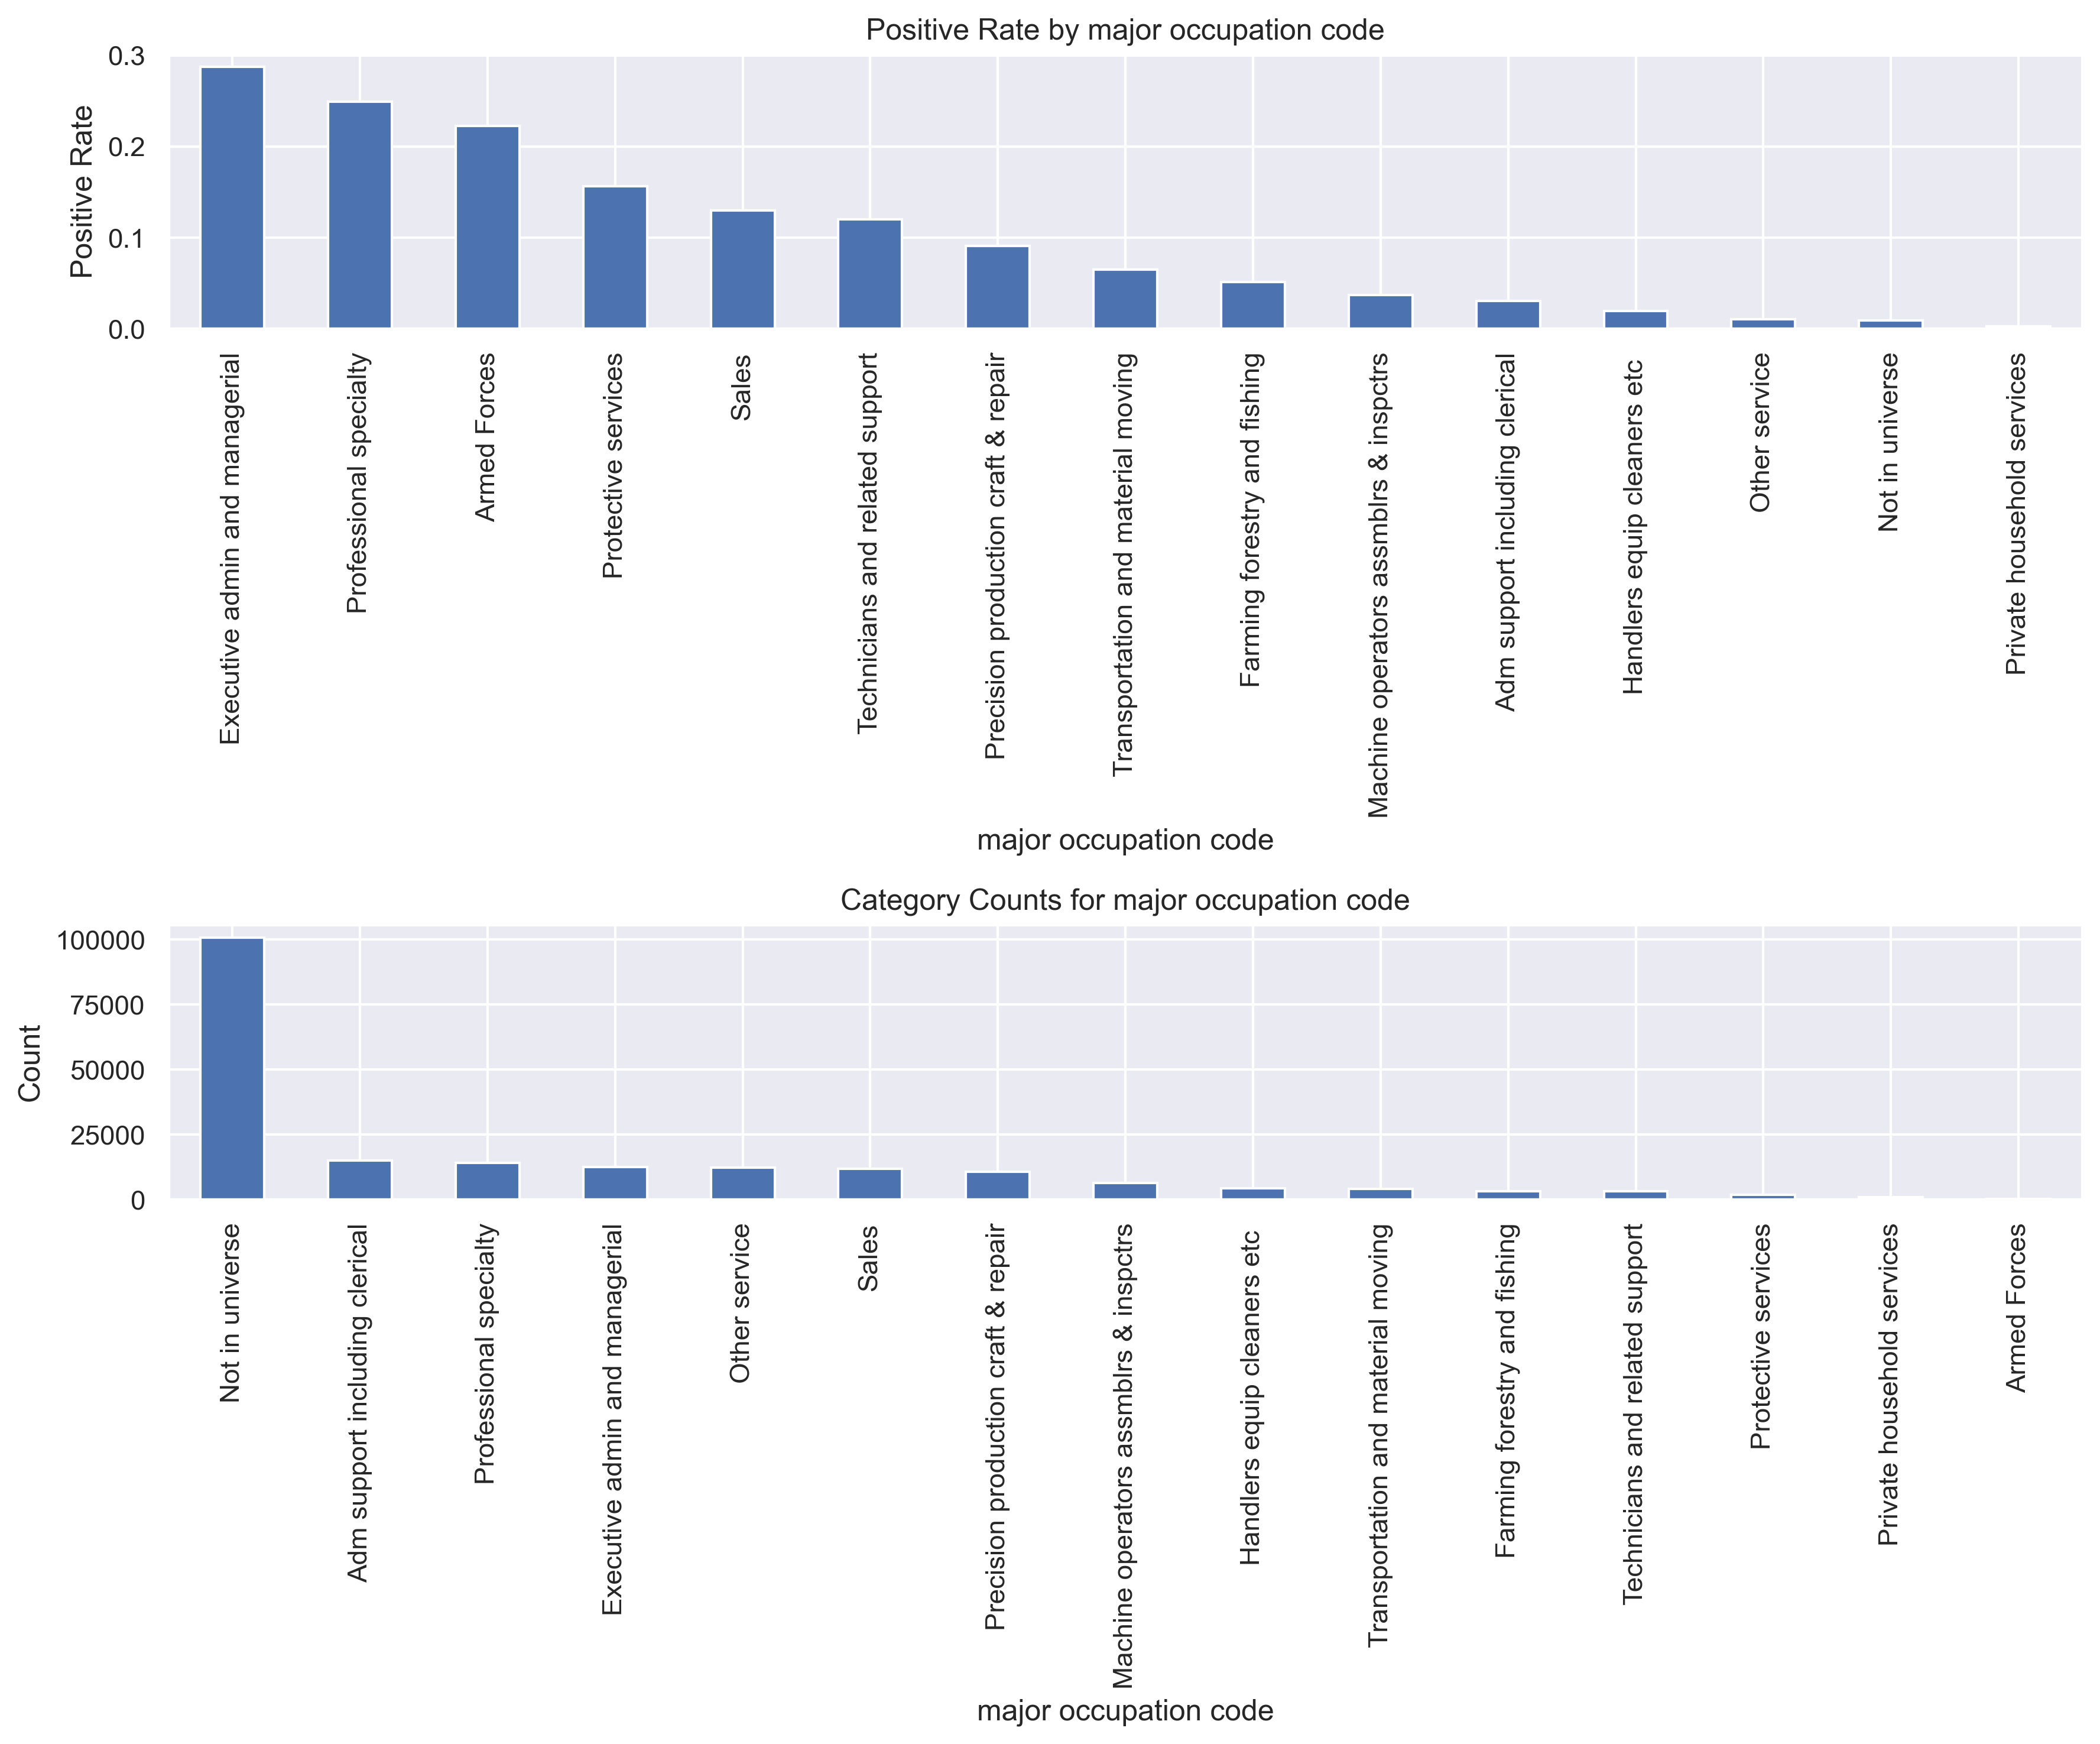 Positive Rate by major occupation code
Positive Rate
0.3
0.2
0.1
0.0
Executive admin and managerial
Professional specialty
Armed Forces
Protective services
Sales
Technicians and related support
Precision production craft & repair
Transportation and material moving
Farming forestry and fishing
Machine operators assmblrs & inspctrs
Adm support including clerical
Handlers equip cleaners etc
Other service
Not in universe
Private household services
major occupation code
Category Counts for major occupation code
Count
100000
75000
50000
25000
0
Not in universe
Adm support including clerical
Professional specialty
Executive admin and managerial
Other service
Sales
Precision production craft & repair
Machine operators assmblrs & inspctrs
Handlers equip cleaners etc
Transportation and material moving
Farming forestry and fishing
Technicians and related support
Protective services
Private household services
Armed Forces
major occupation code